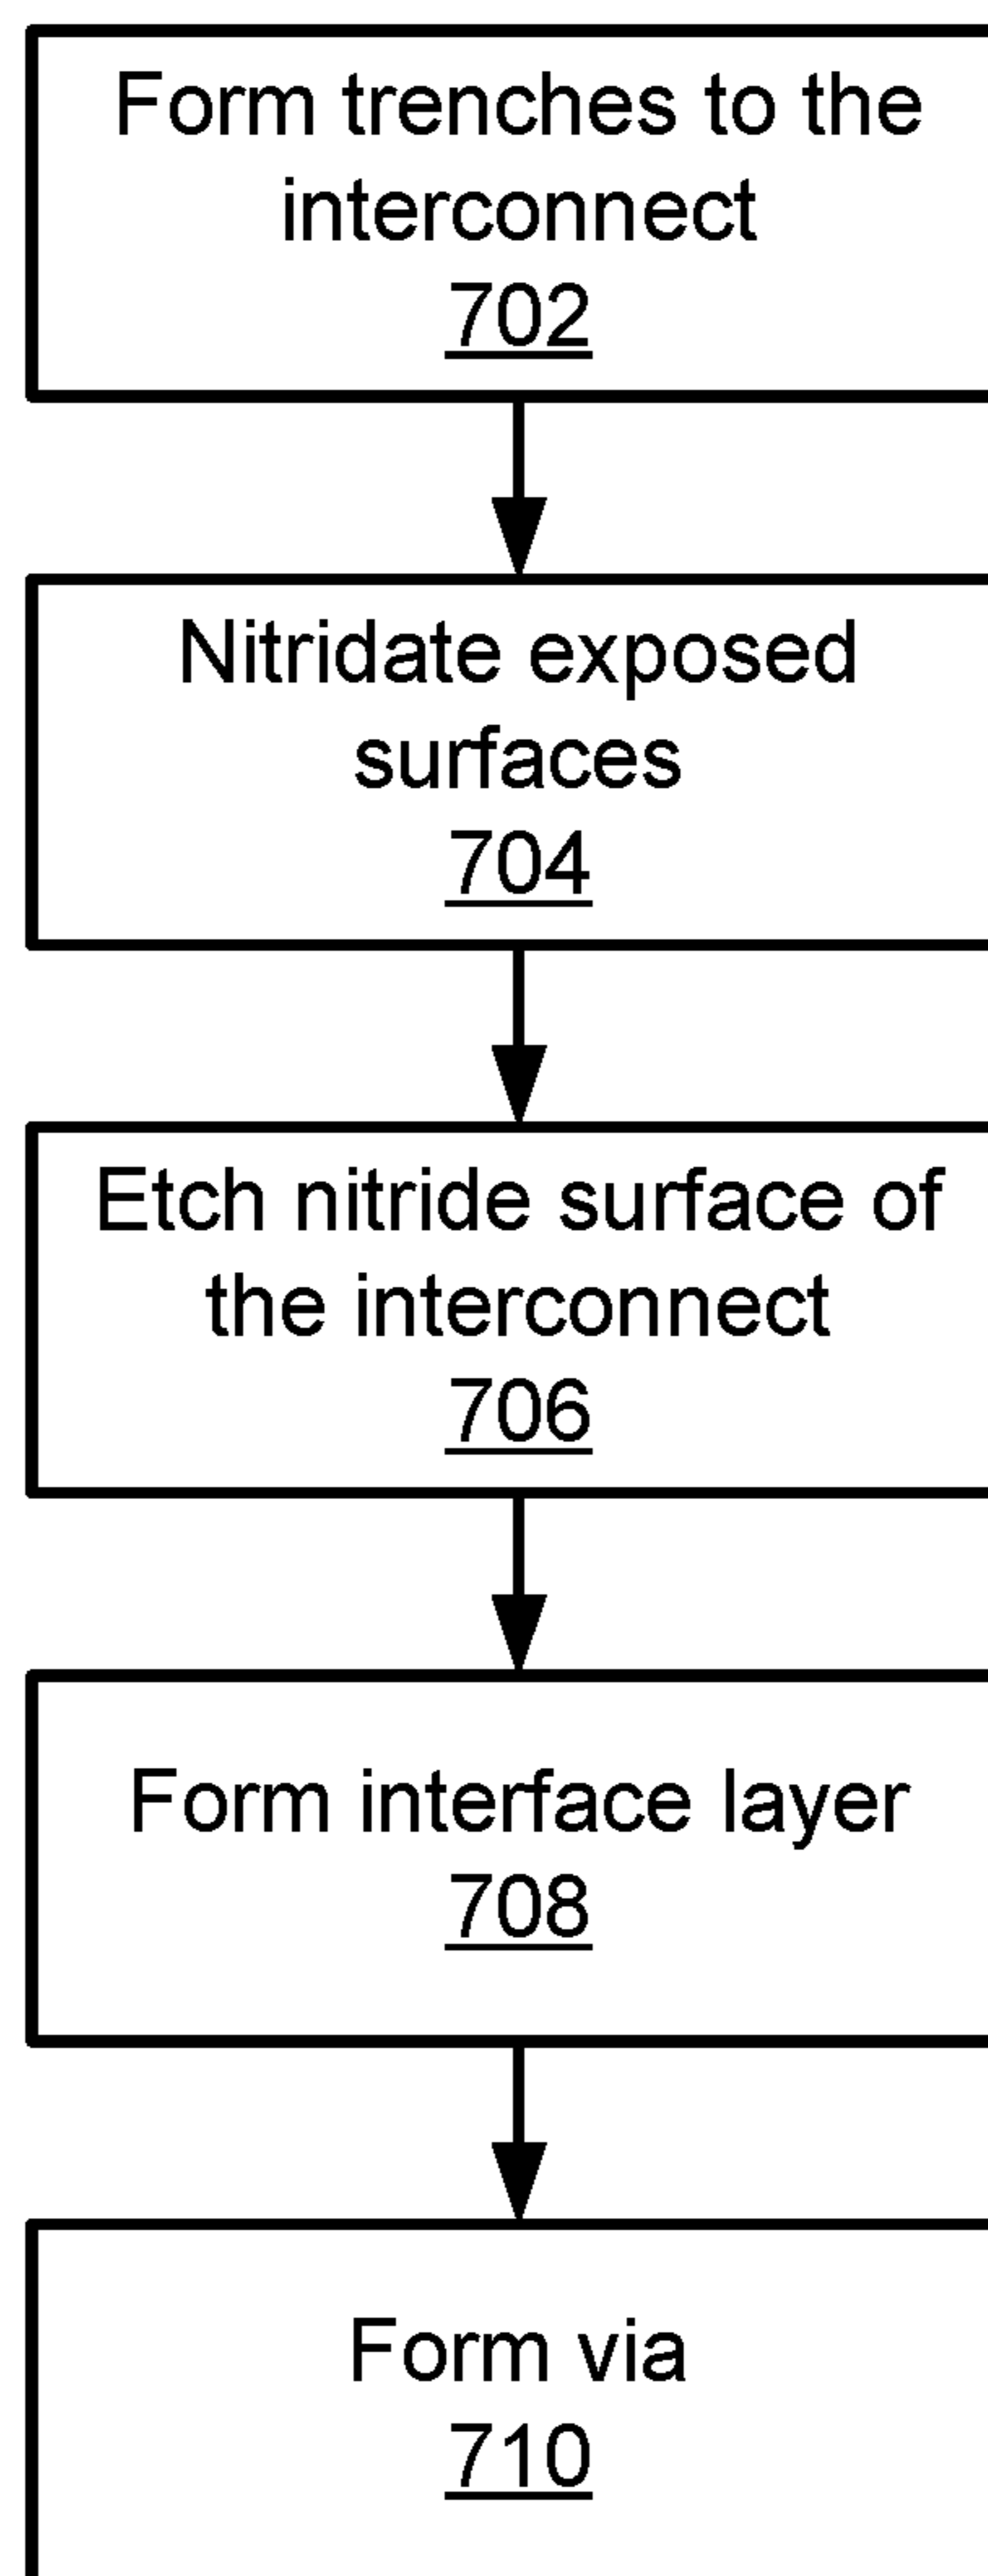 Form trenches to the
interconnect
702
Nitridate exposed
surfaces
704
Etch nitride surface of
the interconnect
706
Form interface layer
708
Form via
710